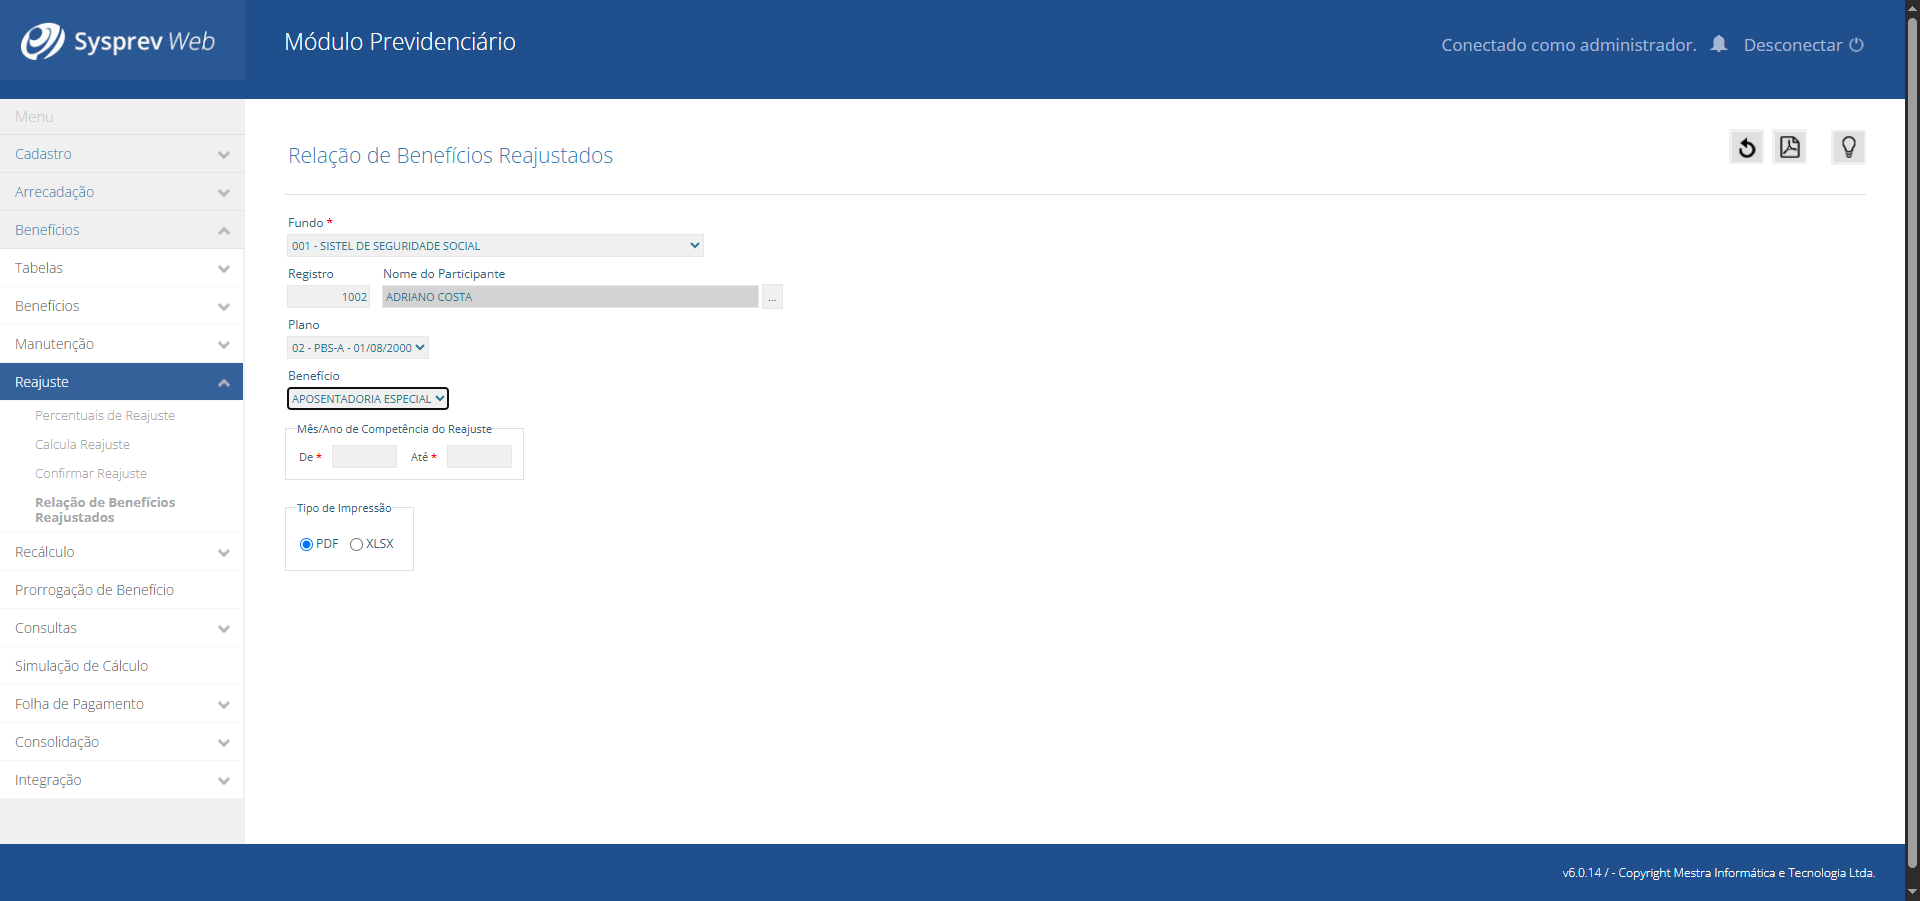 Sysprev Web
Módulo Previdenciário
Conectado como administrador.
Desconectar
Menu
Cadastro
Arrecadação
Benefícios
Tabelas
Benefícios
Manutenção
Reajuste
Percentuais de Reajuste
Calcula Reajuste
Confirmar Reajuste
Relação de Benefícios
Reajustados
Recálculo
Prorrogação de Benefício
Consultas
Simulação de Cálculo
Folha de Pagamento
Consolidação
Integração
Relação de Benefícios Reajustados
Fundo *
001 - SISTEL DE SEGURIDADE SOCIAL
Registro Nome do Participante
1002 ADRIANO COSTA ...
Plano
02 - PBS-A - 01/08/2000
Benefício
APOSENTADORIA ESPECIAL
Mês/Ano de Competência do Reajuste
De * Até *
Tipo de Impressão
PDF XLSX
v6.0.14 / - Copyright Mestra Informática e Tecnologia Ltda.